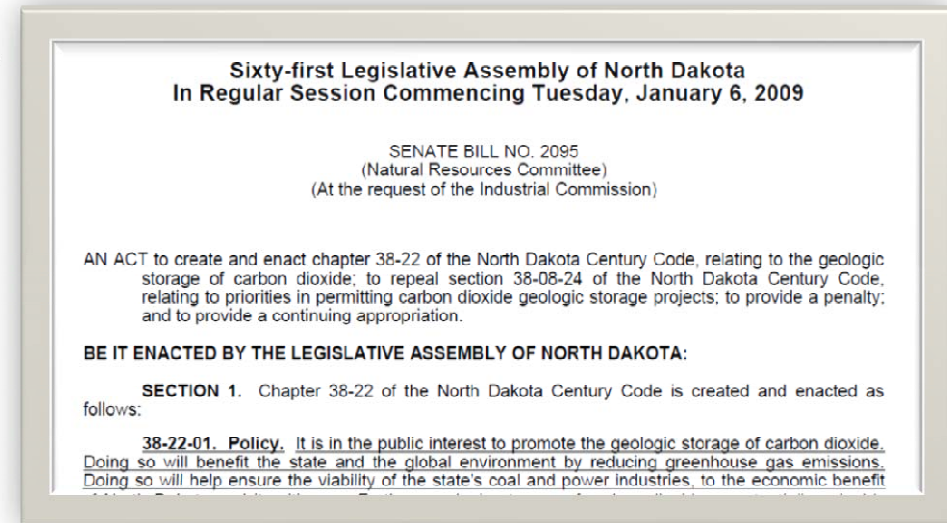 Sixty-first Legislative Assembly of North Dakota
In Regular Session Commencing Tuesday, January 6, 2009
SENATE BILL NO. 2095
(Natural Resources Committee)
(At the request of the Industrial Commission)
AN ACT to create and enact chapter 38-22 of the North Dakota Century Code, relating to the geologic
storage of carbon dioxide; to repeal section 38-08-24 of the North Dakota Century Code,
relating to priorities in permitting carbon dioxide geologic storage projects; to provide a penalty;
and to provide a continuing appropriation.
BE IT ENACTED BY THE LEGISLATIVE ASSEMBLY OF NORTH DAKOTA:
SECTION 1. Chapter 38-22 of the North Dakota Century Code is created and enacted as
follows:
38-22-01. Policy. It is in the public interest to promote the geologic storage of carbon dioxide.
Doing so will benefit the state and the global environment by reducing greenhouse gas emissions.
Doing so will help ensure the viability of the state's coal and power industries, to the economic benefit